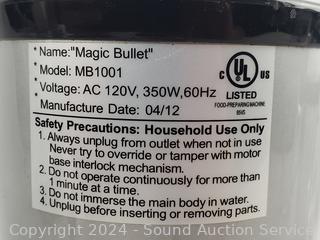 Name:"Magic Bullet"
Model: MB1001
Voltage: AC 120V, 350W,60Hz
Manufacture Date: 04/12
C UL US
LISTED
FOOD-PREPARING MACHINE
Safety Precautions: Household Use Only
1. Always unplug from outlet when not in use
Never try to override or tamper with motor
base interlock mechanism.
2. Do not operate continuously for more than
1 minute at a time.
3. Do not immerse the main body in water.
4. Unplug before inserting or removing parts.
Copyright 2024 - Sound Auction Service